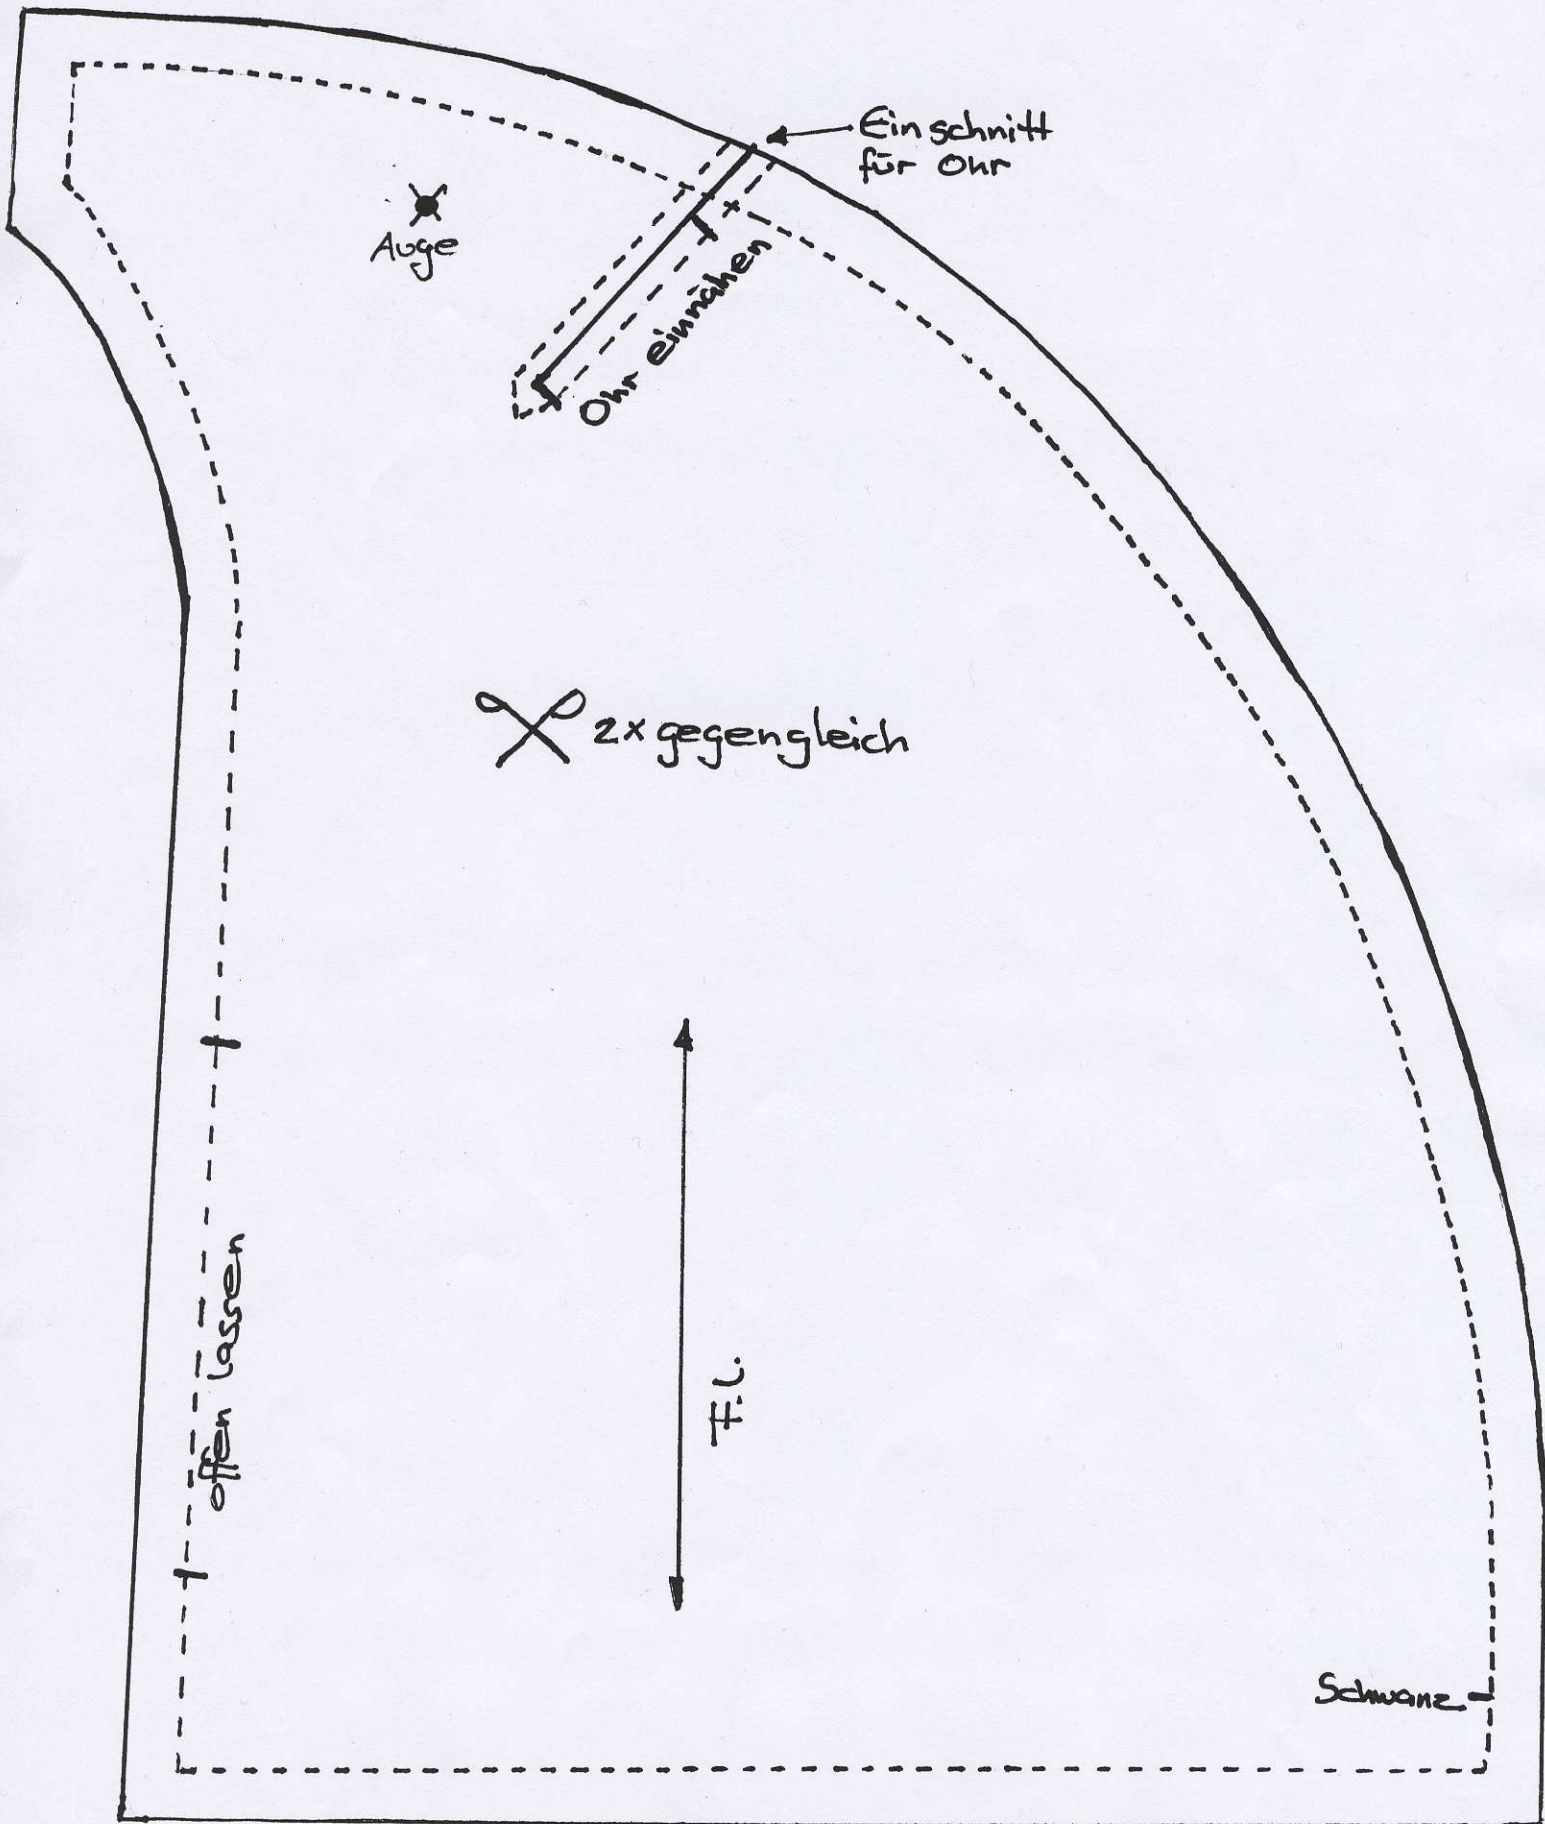 Einschnitt
für Ohr
Auge
Ohr einnähen
2x gegengleich
offen lassen
F.L.
Schwanz